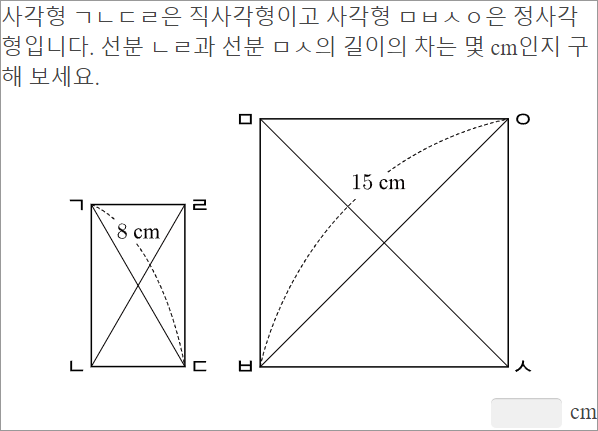 사각형 ㄱㄴㄷㄹ은 직사각형이고 사각형 ㅁㅂㅅㅇ은 정사각
형입니다. 선분 ㄴㄹ과 선분 ㅁㅅ의 길이의 차는 몇 cm인지 구
해 보세요.
ㅁ ㅇ
15 cm
ㄱ ㄹ
8 cm
ㄴ ㄷ ㅂ ㅅ
cm